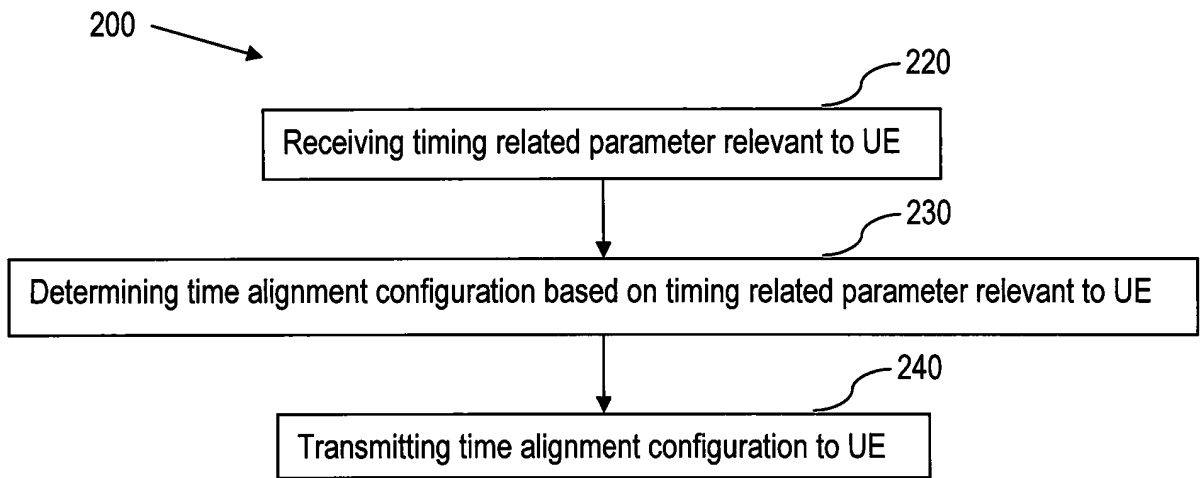 200
220
Receiving timing related parameter relevant to UE
230
Determining time alignment configuration based on timing related parameter relevant to UE
240
Transmitting time alignment configuration to UE